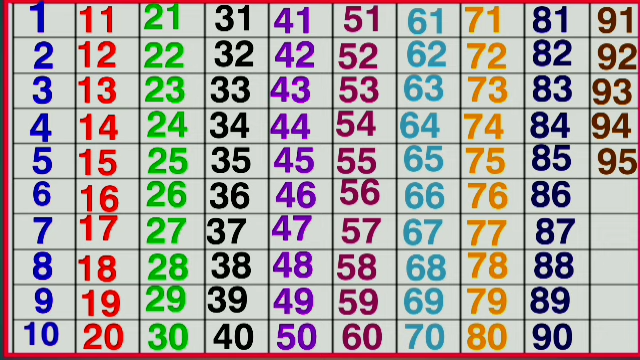 1 11 21 31 41 51 61 71 81 91
2 12 22 32 42 52 62 72 82 92
3 13 23 33 43 53 63 73 83 93
4 14 24 34 44 54 64 74 84 94
5 15 25 35 45 55 65 75 85 95
6 16 26 36 46 56 66 76 86
7 17 27 37 47 57 67 77 87
8 18 28 38 48 58 68 78 88
9 19 29 39 49 59 69 79 89
10 20 30 40 50 60 70 80 90